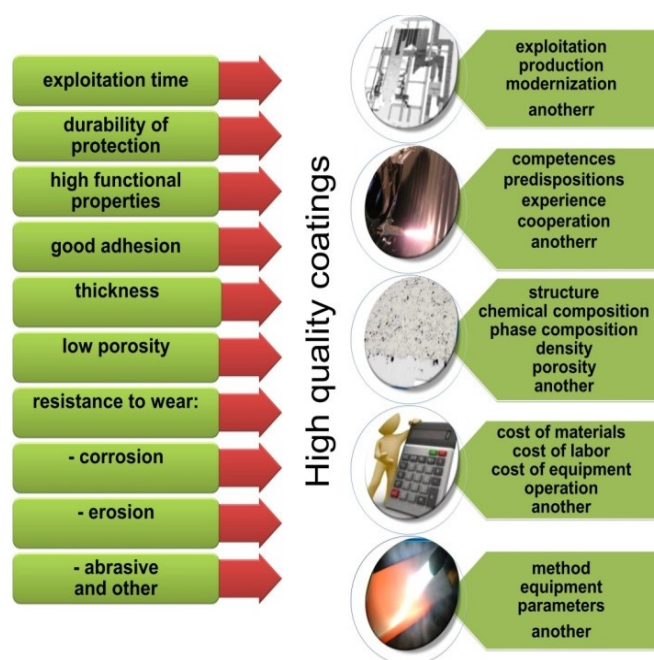 exploitation time
durability of
protection
high functional
properties
good adhesion
thickness
low porosity
resistance to wear:
- corrosion
- erosion
- abrasive
and other
High quality coatings
exploitation
production
modernization
anotherr
competences
predispositions
experience
cooperation
anotherr
structure
chemical composition
phase composition
density
porosity
another
cost of materials
cost of labor
cost of equipment
operation
another
method
equipment
parameters
another